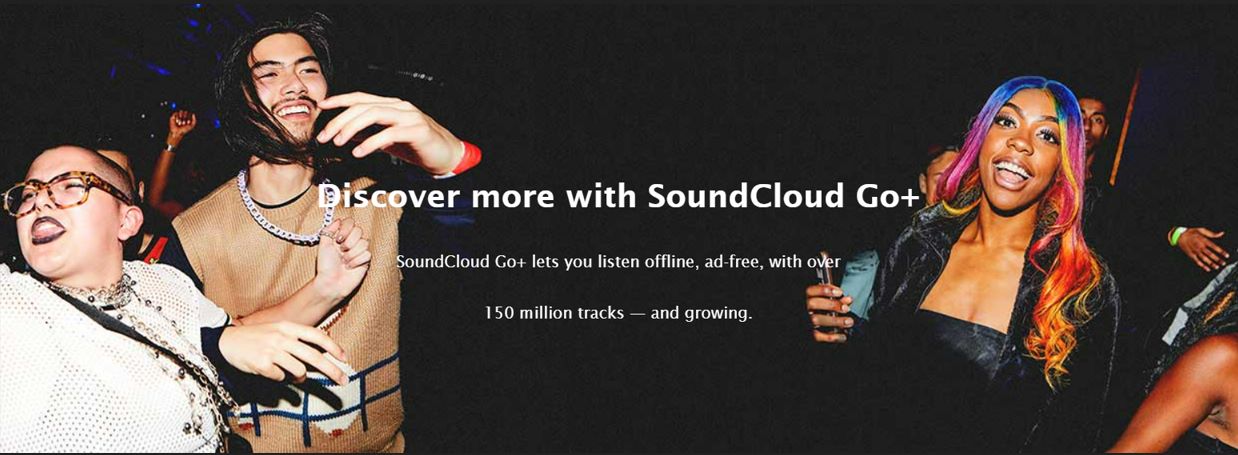 Discover more with SoundCloud Go+
SoundCloud Go+ lets you listen offline, ad-free, with over
150 million tracks — and growing.